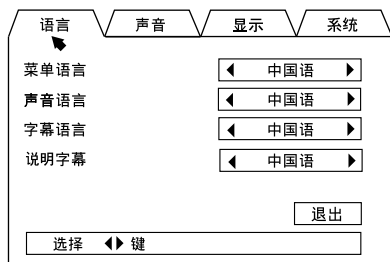 语言 声音 显示 系统
菜单语言 中国语
声音语言 中国语
字幕语言 中国语
说明字幕 中国语
退出
选择 键